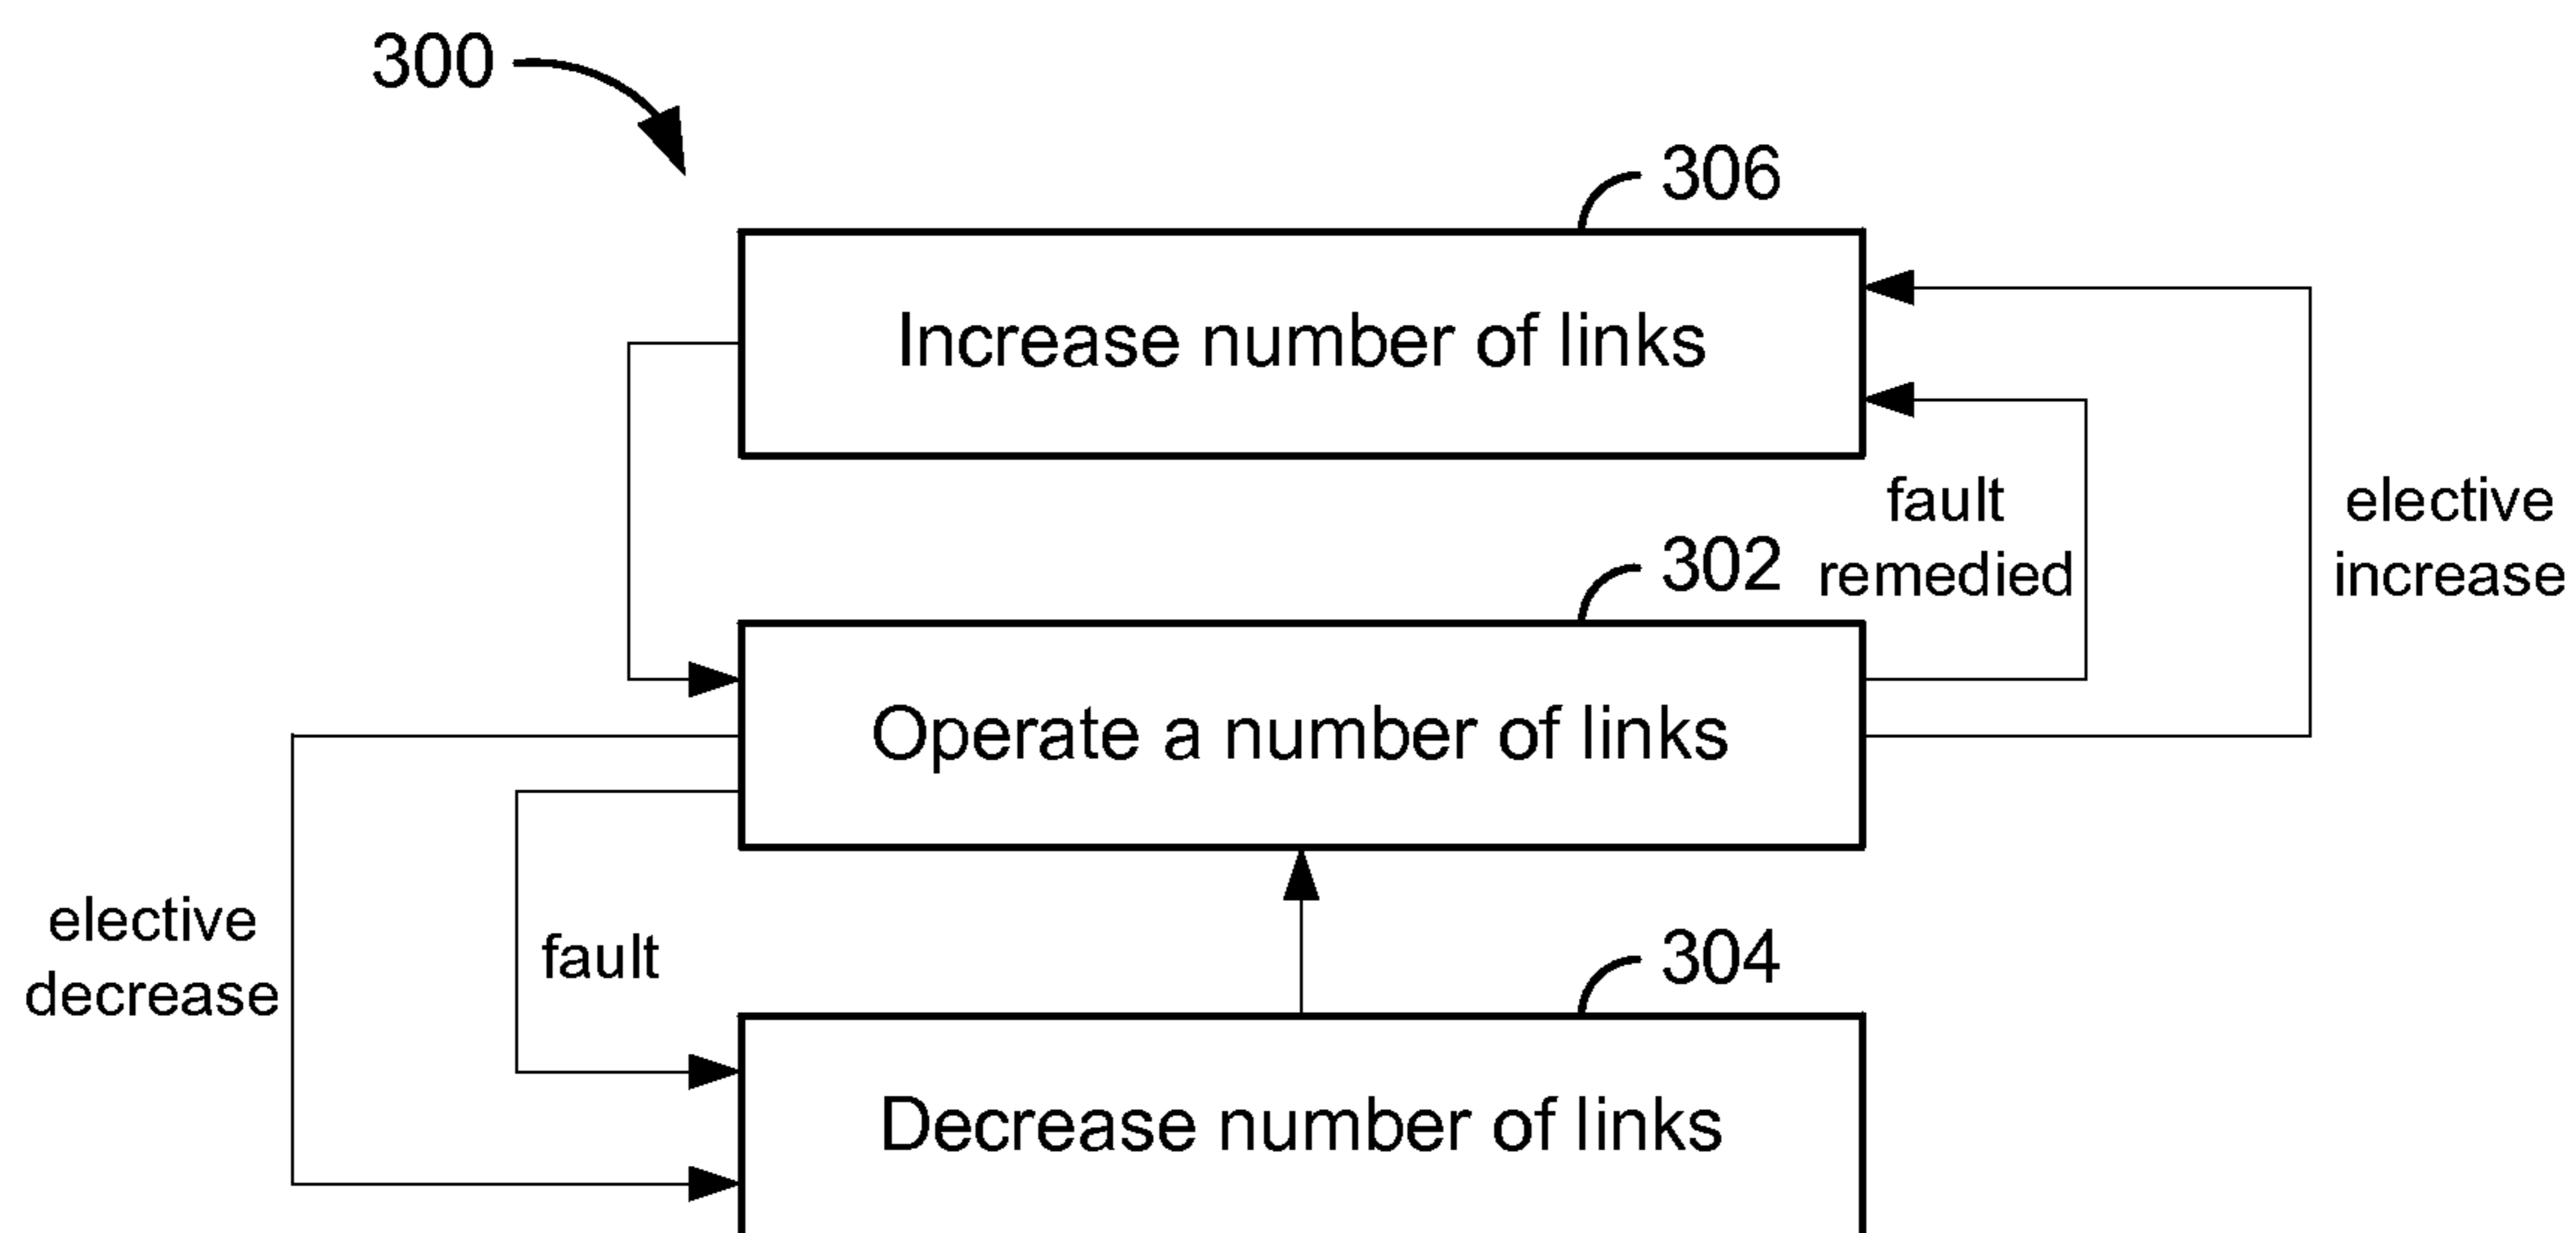 300
306
Increase number of links
fault
remedied
elective
increase
302
Operate a number of links
elective
decrease
fault
304
Decrease number of links